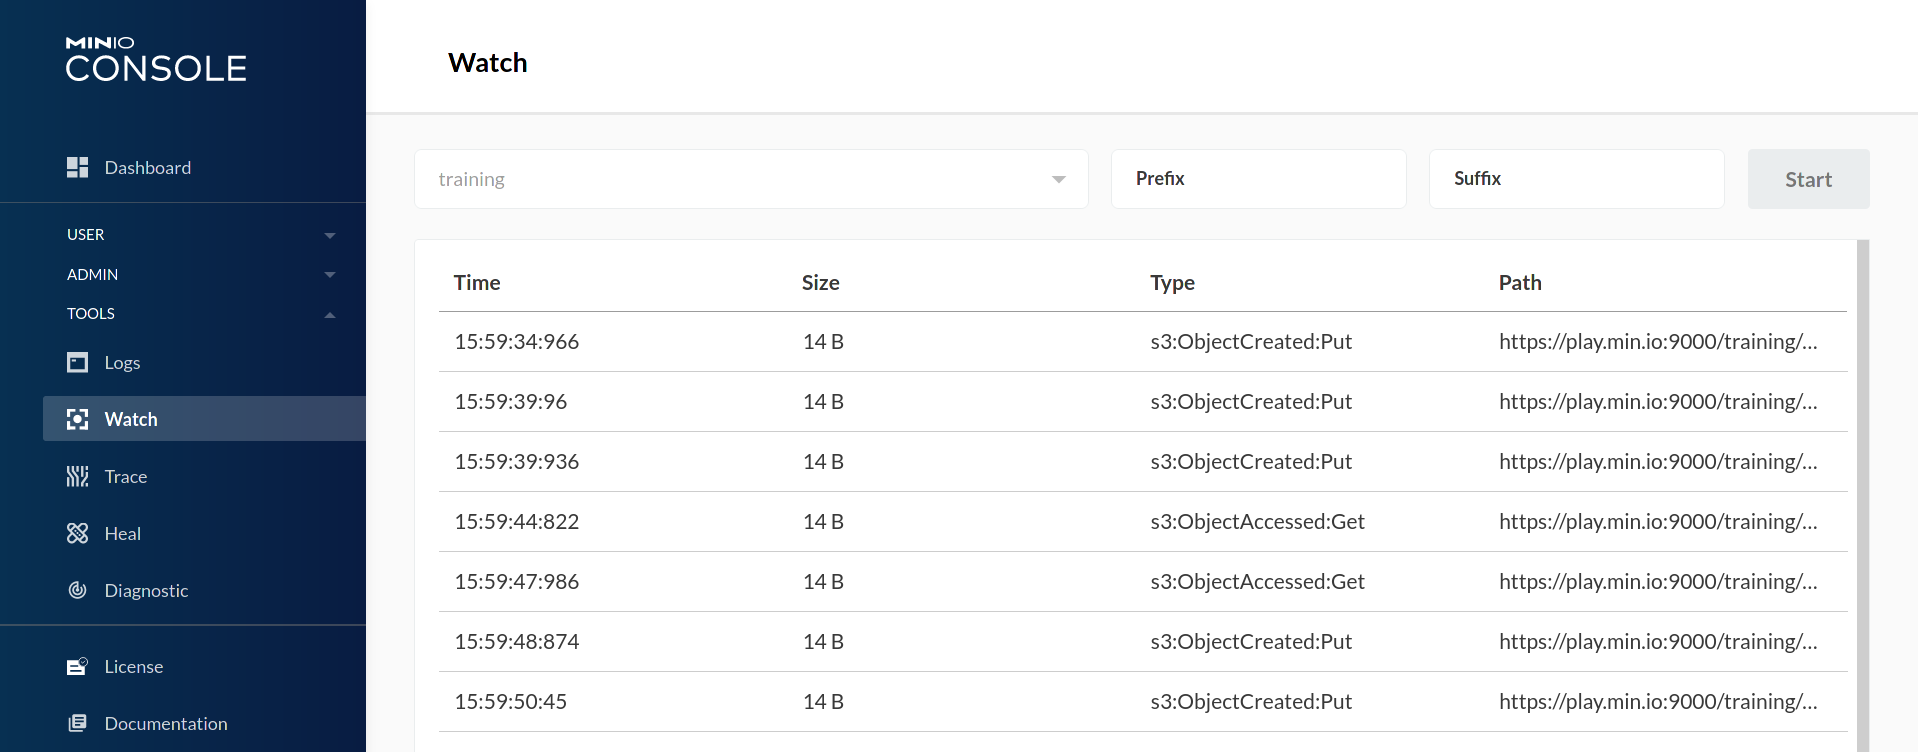 MINIO
CONSOLE
Dashboard
USER
ADMIN
TOOLS
Logs
Watch
Trace
Heal
Diagnostic
License
Documentation
Watch
training Prefix Suffix Start
Time Size Type Path
15:59:34:966 14 B s3:ObjectCreated:Put https://play.min.io:9000/training/...
15:59:39:96 14 B s3:ObjectCreated:Put https://play.min.io:9000/training/...
15:59:39:936 14 B s3:ObjectCreated:Put https://play.min.io:9000/training/...
15:59:44:822 14 B s3:ObjectAccessed:Get https://play.min.io:9000/training/...
15:59:47:986 14 B s3:ObjectAccessed:Get https://play.min.io:9000/training/...
15:59:48:874 14 B s3:ObjectCreated:Put https://play.min.io:9000/training/...
15:59:50:45 14 B s3:ObjectCreated:Put https://play.min.io:9000/training/...